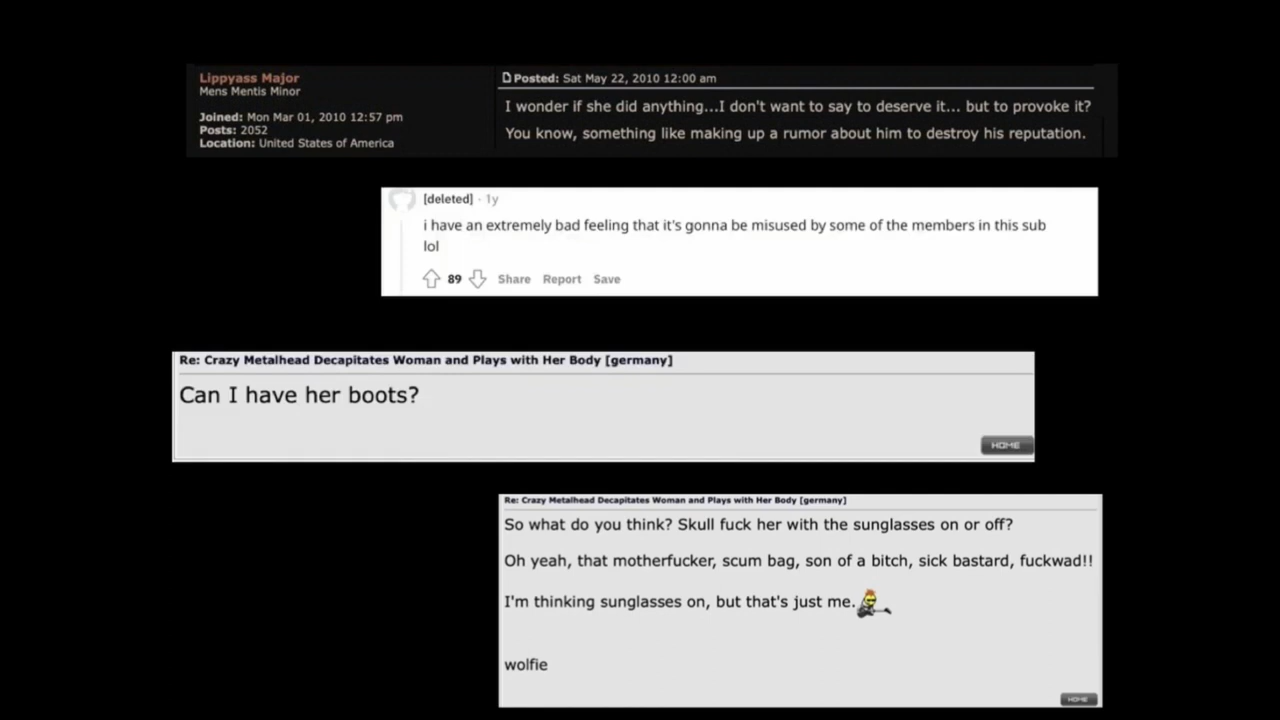 Lippyass Major
Mens Mentis Minor
Joined: Mon Mar 01, 2010 12:57 pm
Posts: 2052
Location: United States of America
Posted: Sat May 22, 2010 12:00 am
I wonder if she did anything...I don't want to say to deserve it... but to provoke it?
You know, something like making up a rumor about him to destroy his reputation.
[deleted] · 1y
i have an extremely bad feeling that it's gonna be misused by some of the members in this sub
lol
89 Share Report Save
Re: Crazy Metalhead Decapitates Woman and Plays with Her Body [germany]
Can I have her boots?
HOME
Re: Crazy Metalhead Decapitates Woman and Plays with Her Body [germany]
So what do you think? Skull fuck her with the sunglasses on or off?
Oh yeah, that motherfucker, scum bag, son of a bitch, sick bastard, fuckwad!!
I'm thinking sunglasses on, but that's just me.
wolfie
HOME